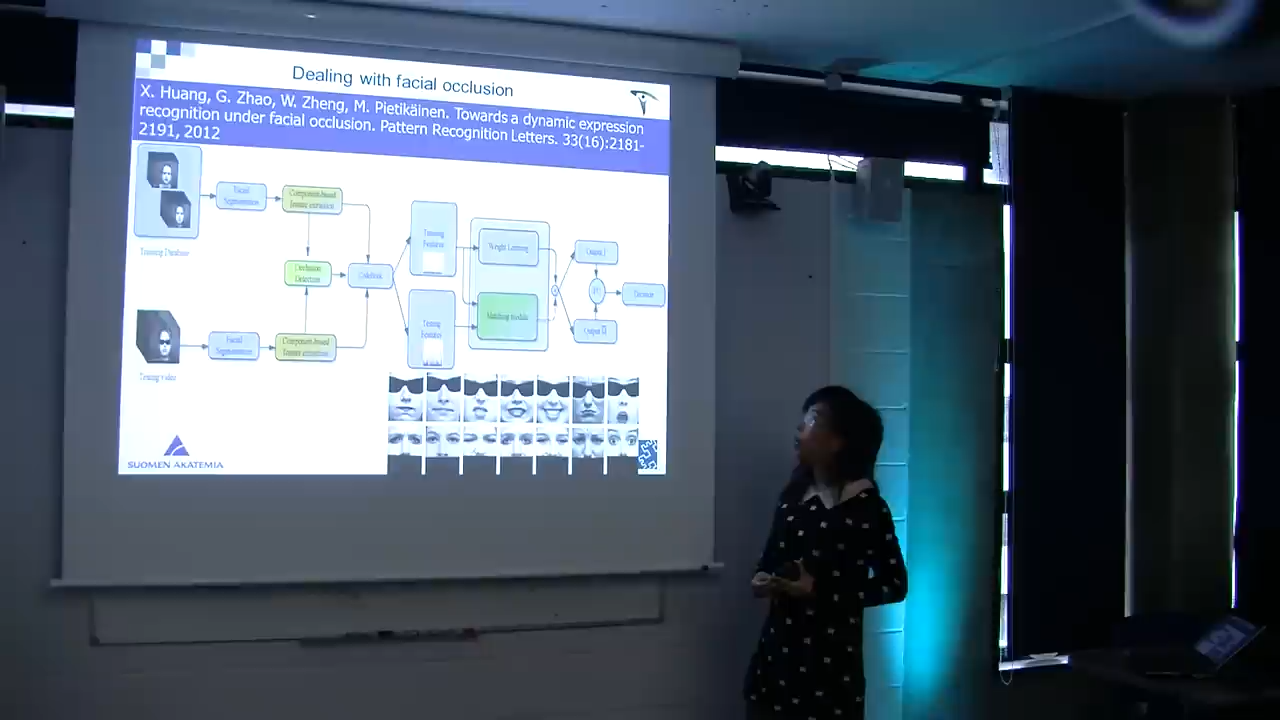 Dealing with facial occlusion
X. Huang, G. Zhao, W. Zheng, M. Pietikäinen. Towards a dynamic expression
recognition under facial occlusion. Pattern Recognition Letters. 33(16):2181-
2191, 2012
Facial
Segmentation
Component-based
feature extraction
Training Database
Occlusion
Detection
Codebook
Training
Features
Weight Learning
Matching module
Output I
Decision
Testing
Features
Output II
Facial
Segmentation
Component-based
feature extraction
Testing Video
SUOMEN AKATEMIA